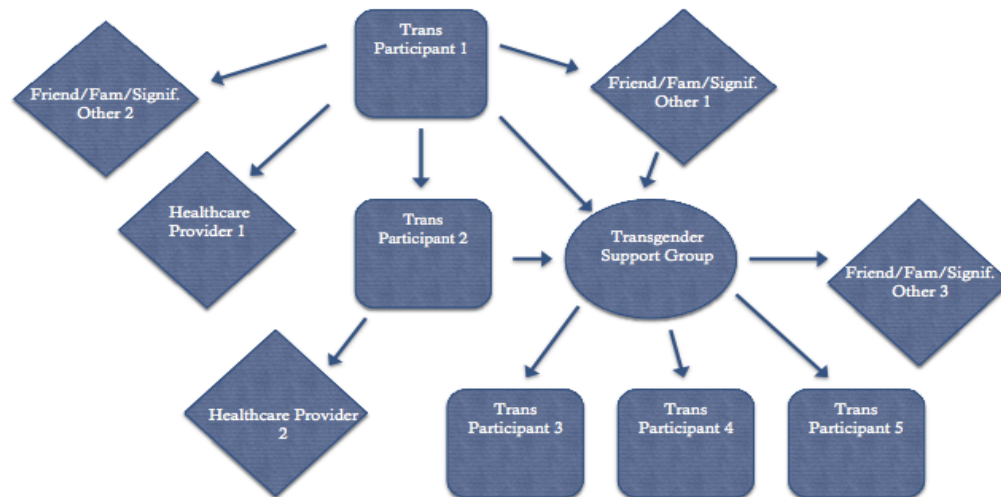 Trans
Participant 1
Friend/Fam/Signif.
Other 2
Friend/Fam/Signif.
Other 1
Healthcare
Provider 1
Trans
Participant 2
Transgender
Support Group
Friend/Fam/Signif.
Other 3
Healthcare Provider
2
Trans
Participant 3
Trans
Participant 4
Trans
Participant 5